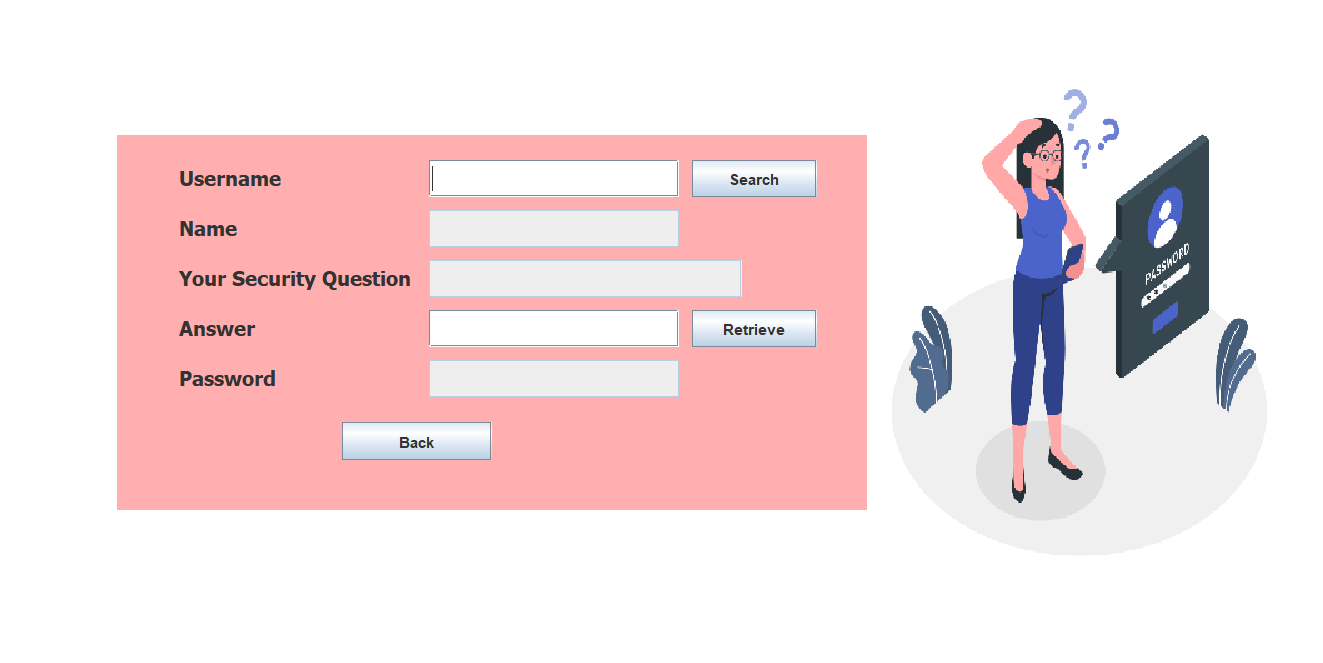 Username
Search
Name
Your Security Question
Answer
Retrieve
Password
Back
? ? ?
PASSWORD